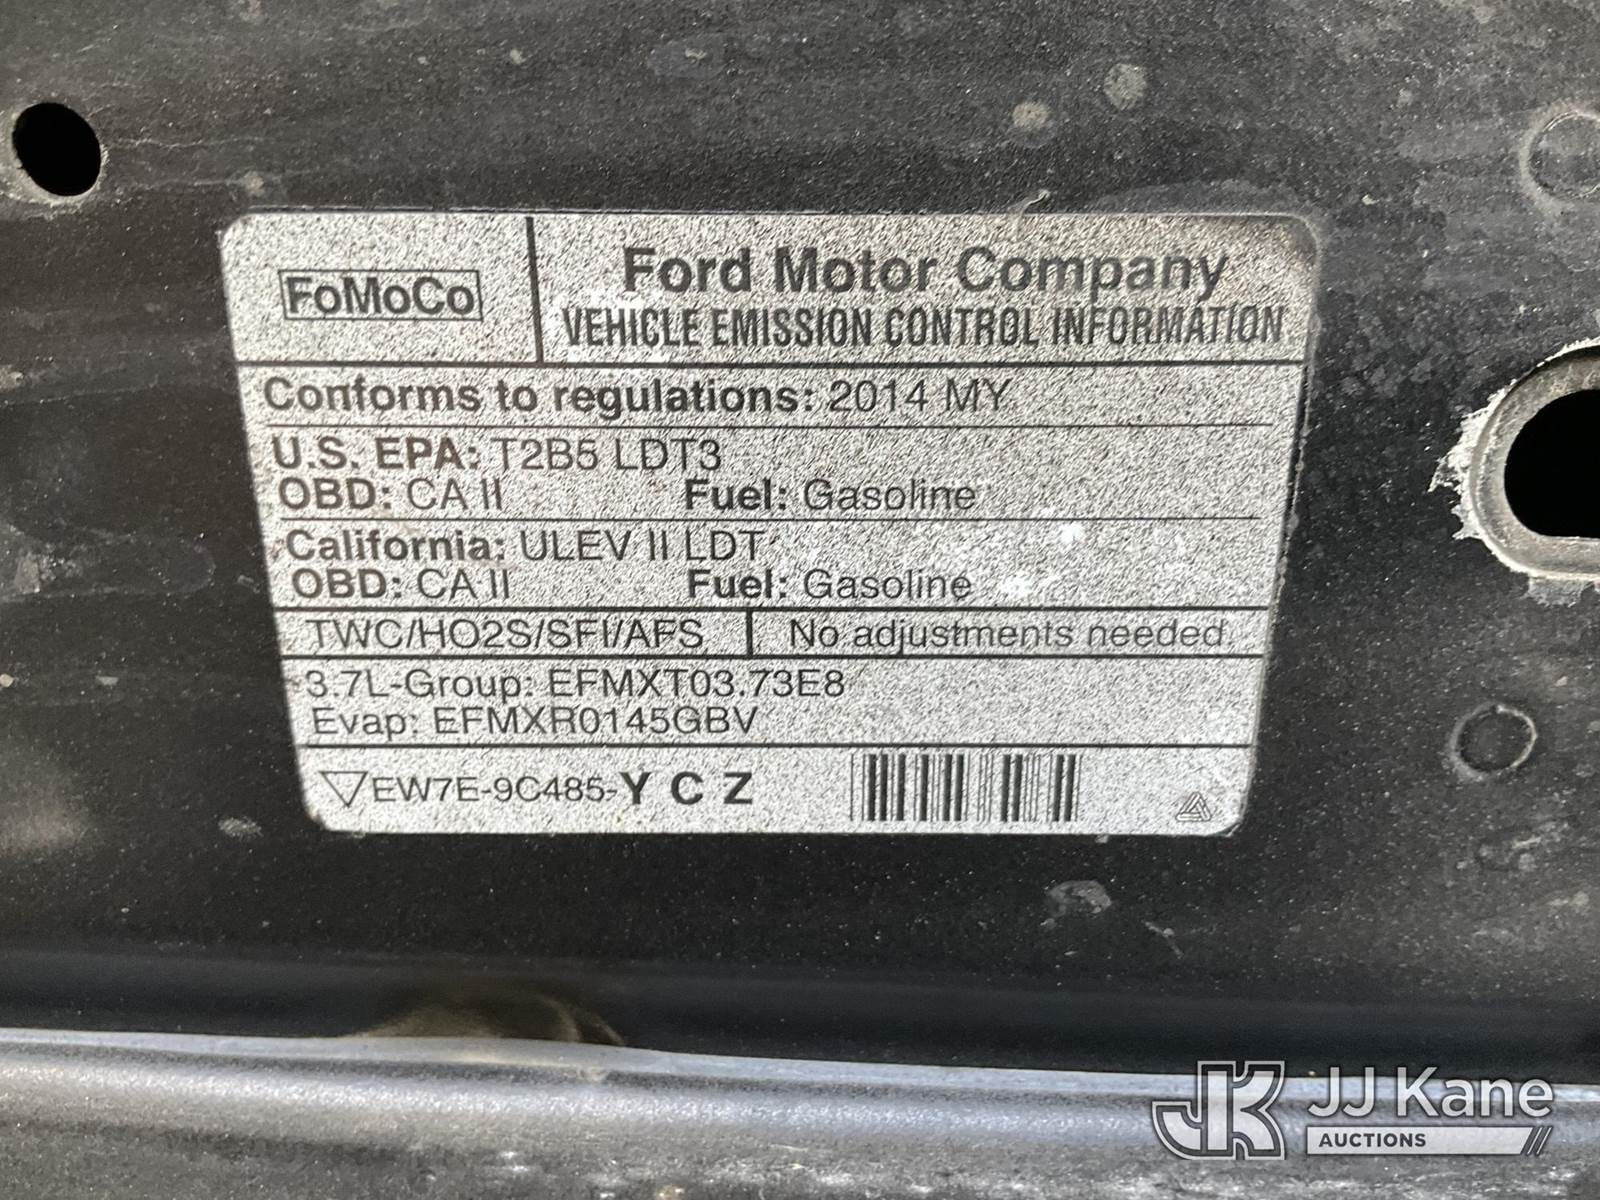 FoMoCo
Ford Motor Company
VEHICLE EMISSION CONTROL INFORMATION
Conforms to regulations: 2014 MY
U.S. EPA: T2B5 LDT3
OBD: CA II Fuel: Gasoline
California: ULEV II LDT
OBD: CA II Fuel: Gasoline
TWC/HO2S/SFI/AFS No adjustments needed
3.7L-Group: EFMXT03.73E8
Evap: EFMXR0145GBV
EW7E-9C485-Y C Z
JK JJ Kane
AUCTIONS